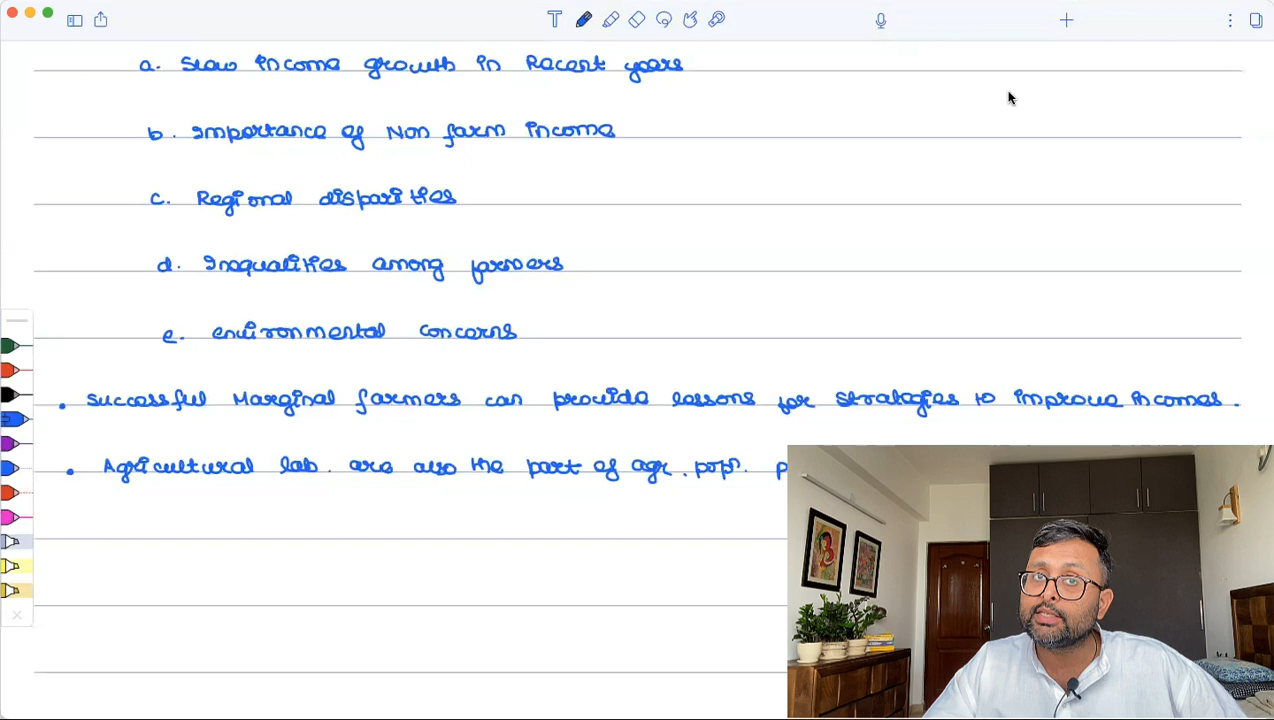 a. Slow income growth in Recent years
b. Importance of Non farm income
c. Regional disparities
d. Inequalities among farmers
e. environmental concerns
• Successful Marginal farmers can provide lessons for strategies to improve incomes.
• Agricultural lab. are also the part of agr. popn. p